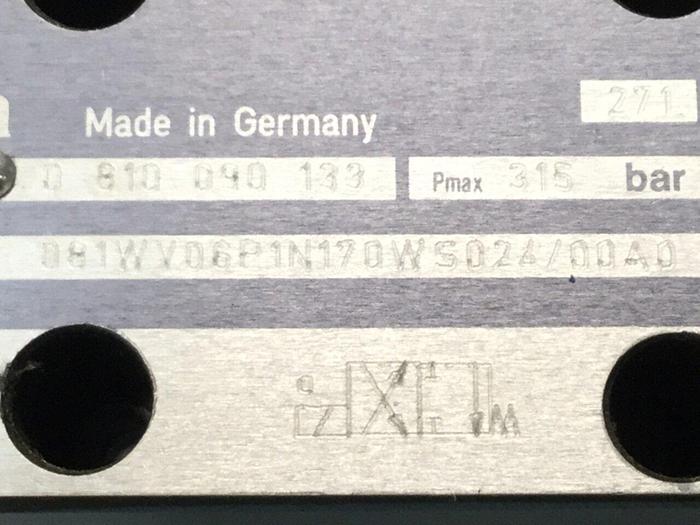 271
Made in Germany
0 810 090 133 Pmax 315 bar
081WV06P1N170WS024/00A0
a